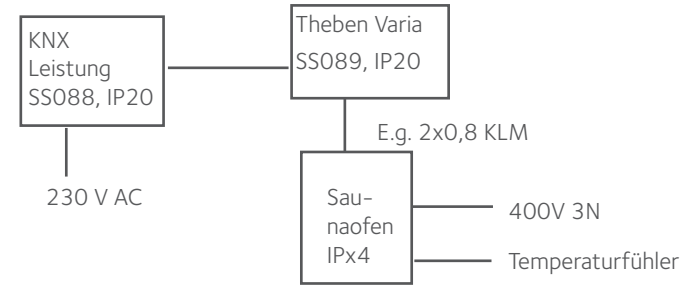 KNX
Leistung
SS088, IP20
Theben Varia
SS089, IP20
E.g. 2x0,8 KLM
230 V AC
Sau-
naofen
IPx4
400V 3N
Temperaturfühler